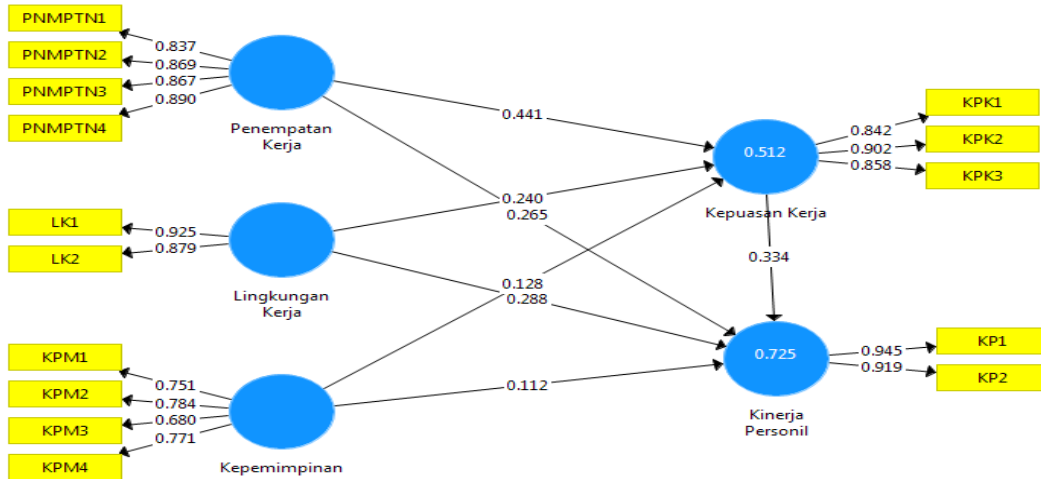 PNMPTN1
PNMPTN2
PNMPTN3
PNMPTN4
0.837
0.869
0.867
0.890
Penempatan
Kerja
LK1
LK2
0.925
0.879
Lingkungan
Kerja
KPM1
KPM2
KPM3
KPM4
0.751
0.784
0.680
0.771
Kepemimpinan
0.441
0.240
0.265
0.128
0.288
0.112
0.512
Kepuasan Kerja
0.334
0.725
Kinerja
Personil
0.842
0.902
0.858
KPK1
KPK2
KPK3
0.945
0.919
KP1
KP2